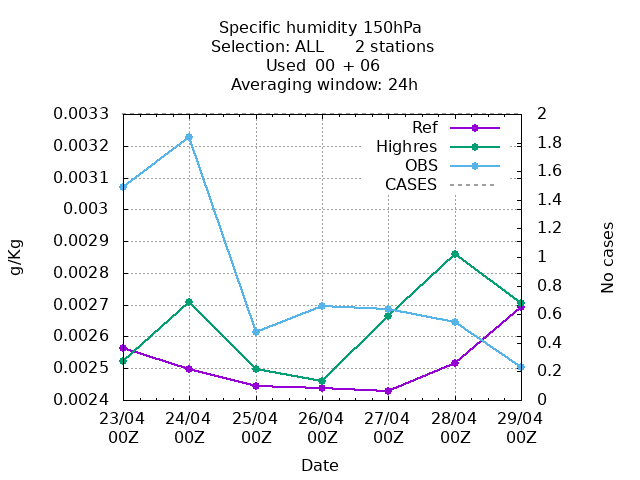 Specific humidity 150hPa
Selection: ALL 2 stations
Used 00 + 06
Averaging window: 24h
0.0033
0.0032
0.0031
0.003
0.0029
0.0028
0.0027
0.0026
0.0025
0.0024
g/Kg
Ref
Highres
OBS
CASES
2
1.8
1.6
1.4
1.2
1
0.8
0.6
0.4
0.2
0
No cases
23/04 24/04 25/04 26/04 27/04 28/04 29/04
00Z 00Z 00Z 00Z 00Z 00Z 00Z
Date